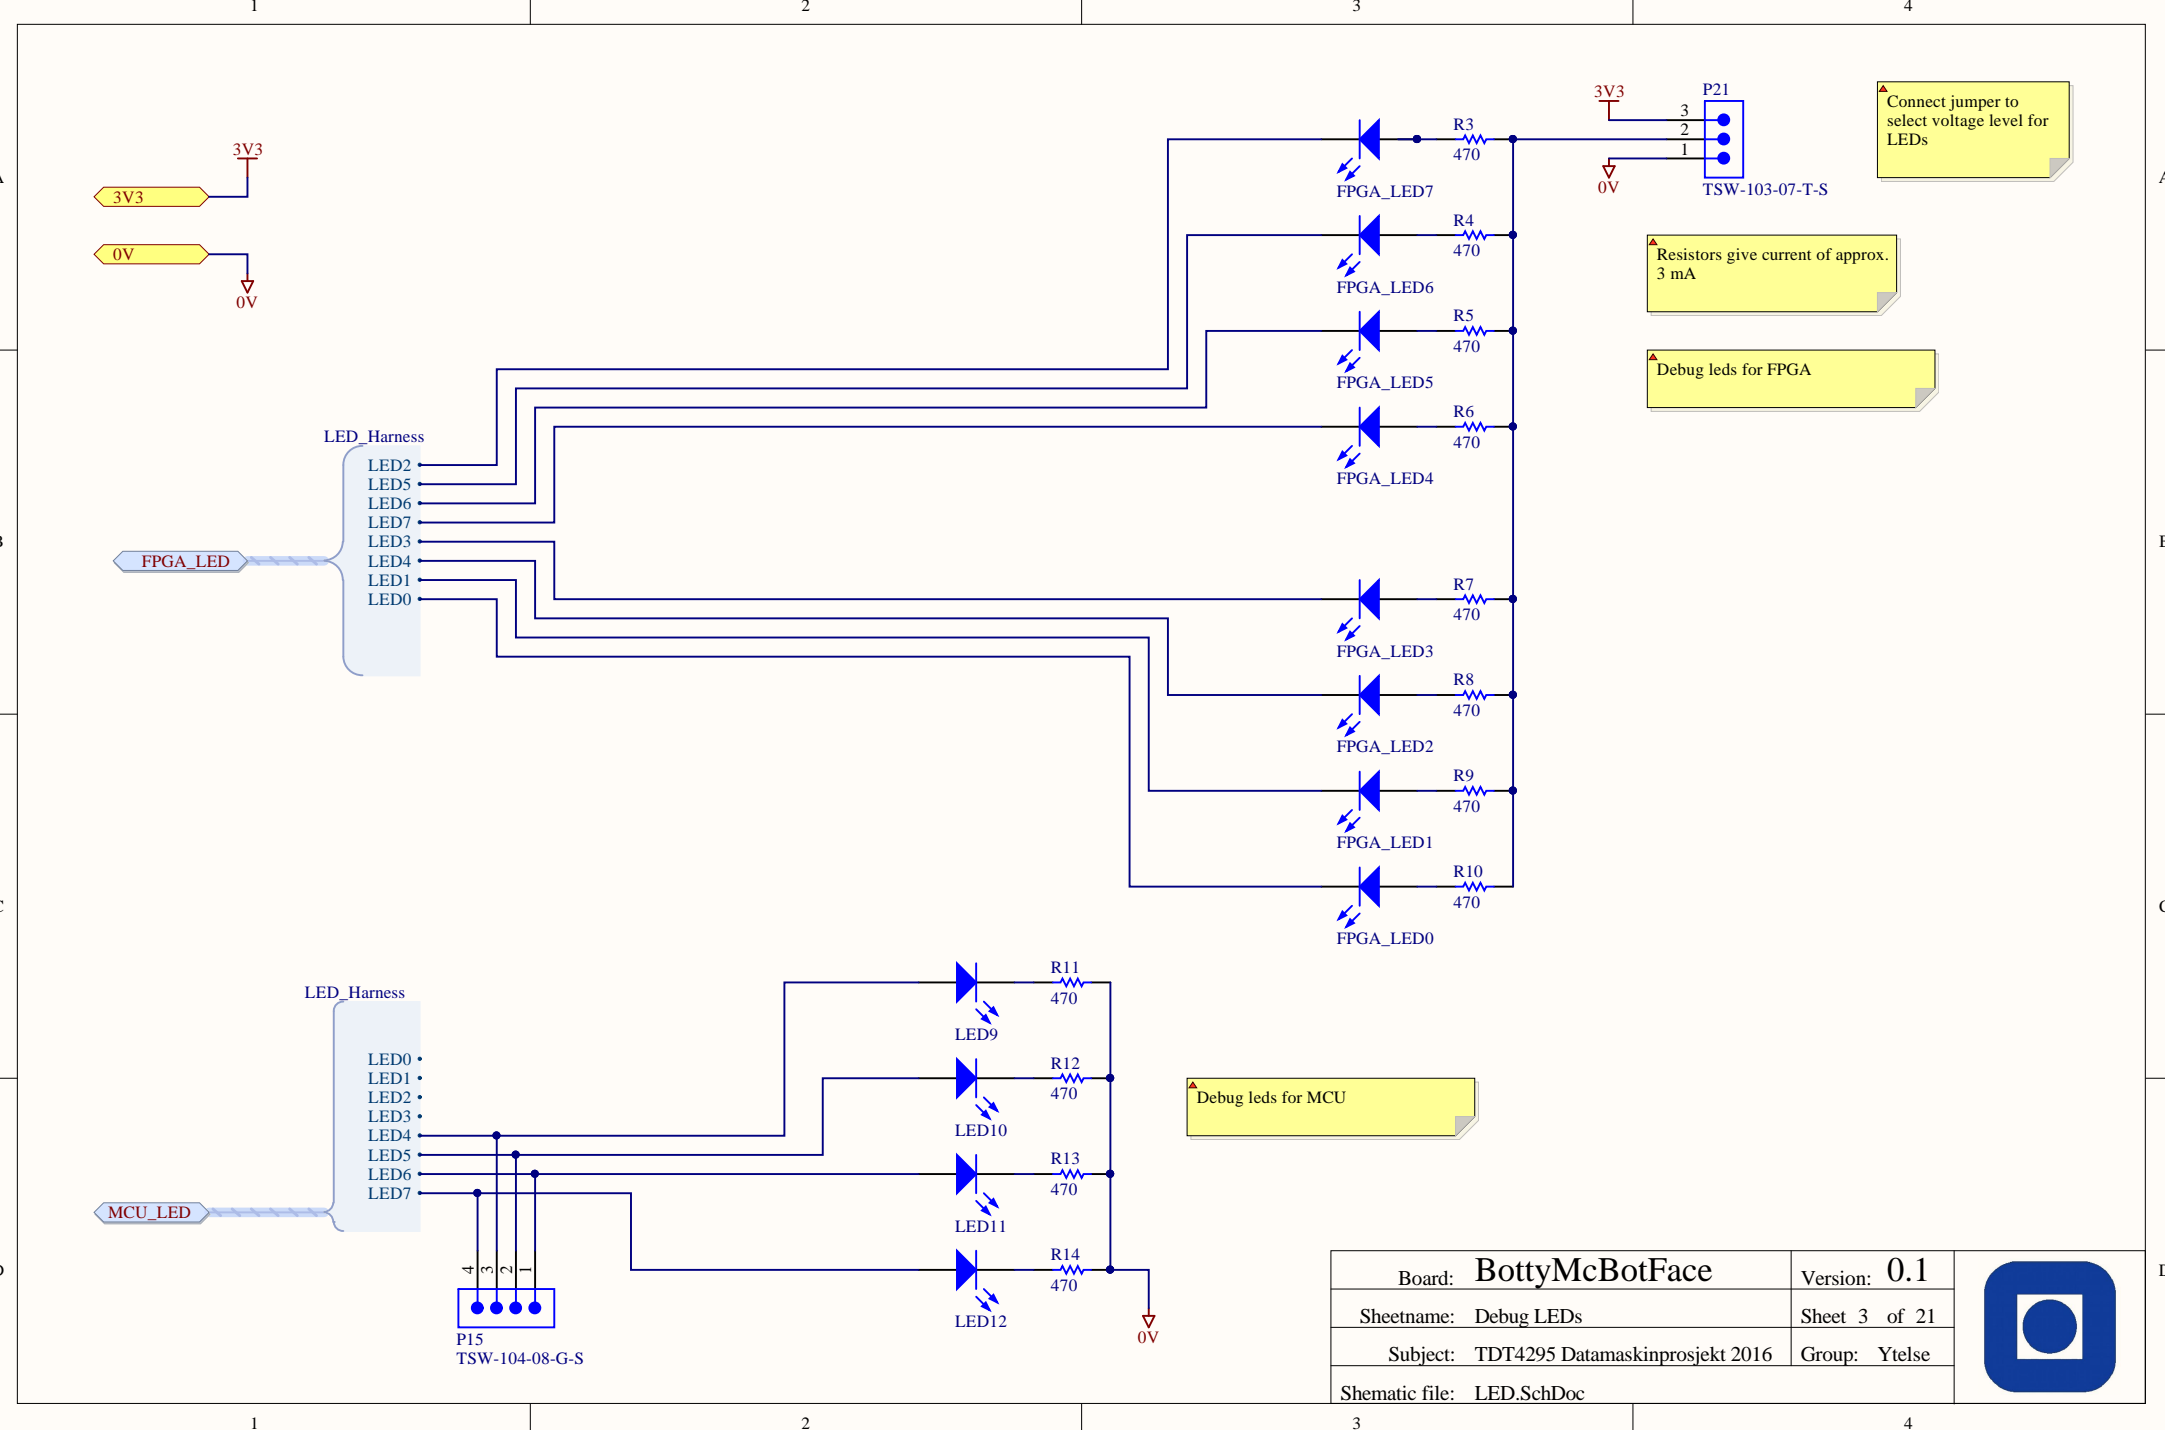 1
2
3
4
3V3
3V3
0V
0V
3V3
P21
3
2
1
0V
TSW-103-07-T-S
Connect jumper to
select voltage level for
LEDs
R3
470
FPGA_LED7
R4
470
FPGA_LED6
Resistors give current of approx.
3 mA
R5
470
FPGA_LED5
Debug leds for FPGA
R6
470
FPGA_LED4
LED_Harness
LED2
LED5
LED6
LED7
LED3
LED4
LED1
LED0
FPGA_LED
R7
470
FPGA_LED3
R8
470
FPGA_LED2
R9
470
FPGA_LED1
R10
470
FPGA_LED0
LED_Harness
LED0
LED1
LED2
LED3
LED4
LED5
LED6
LED7
MCU_LED
R11
470
LED9
R12
470
LED10
R13
470
LED11
R14
470
LED12
0V
Debug leds for MCU
4
3
2
1
P15
TSW-104-08-G-S
Board: BottyMcBotFace Version: 0.1
Sheetname: Debug LEDs Sheet 3 of 21
Subject: TDT4295 Datamaskinprosjekt 2016 Group: Ytelse
Shematic file: LED.SchDoc
1
2
3
4